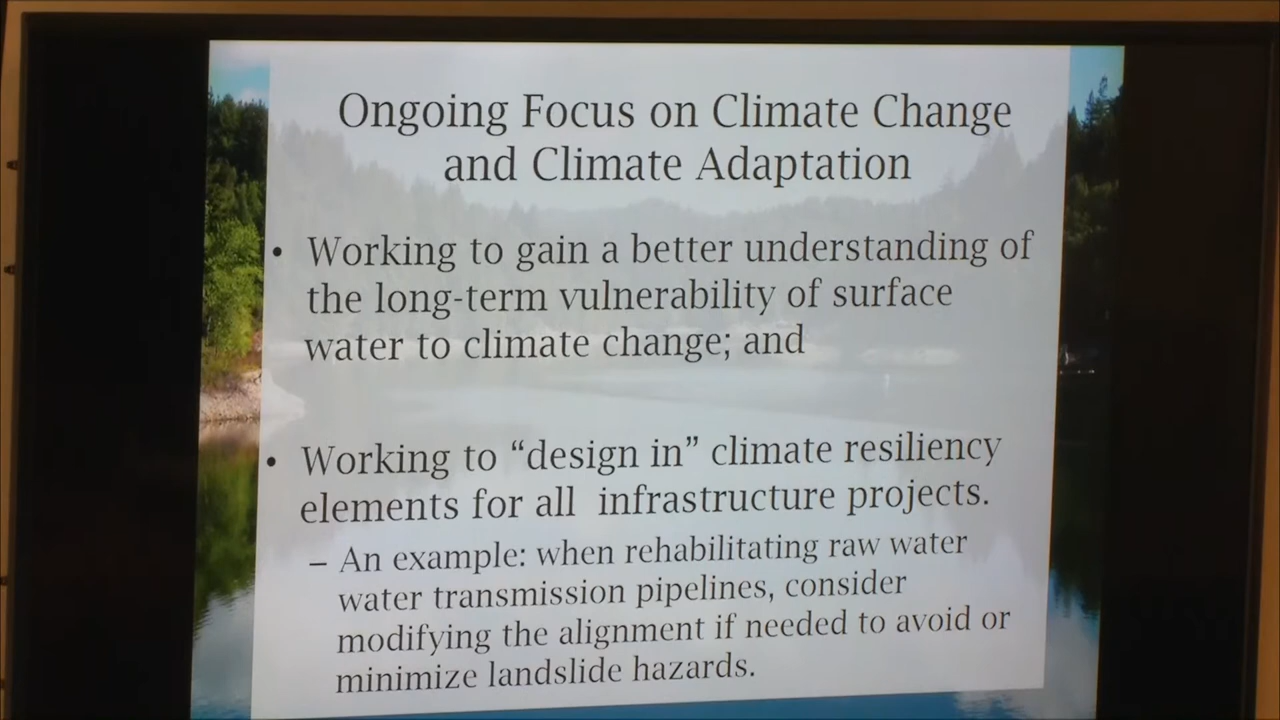 Ongoing Focus on Climate Change
and Climate Adaptation
• Working to gain a better understanding of
the long-term vulnerability of surface
water to climate change; and
• Working to “design in” climate resiliency
elements for all infrastructure projects.
– An example: when rehabilitating raw water
water transmission pipelines, consider
modifying the alignment if needed to avoid or
minimize landslide hazards.